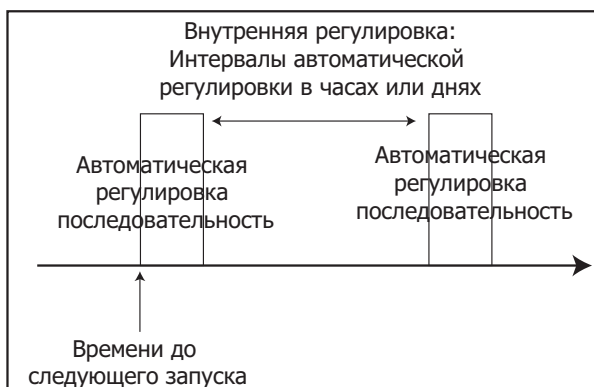 Внутренняя регулировка:
Интервалы автоматической
регулировки в часах или днях
Автоматическая
регулировка
последовательность
Автоматическая
регулировка
последовательность
Времени до
следующего запуска